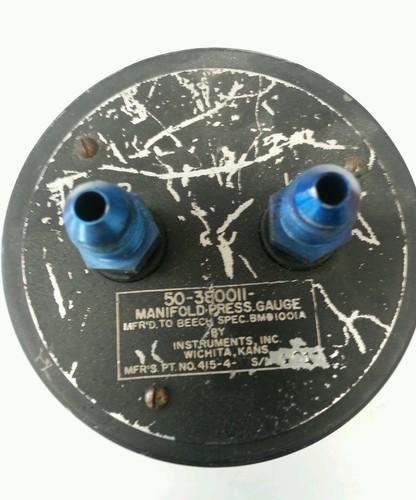 R
L
50-380011-
MANIFOLD PRESS. GAUGE
MFR'D. TO BEECH SPEC. BM01001A
BY
INSTRUMENTS, INC.
WICHITA, KANS.
MFR'S PT. NO. 415-4- S/N